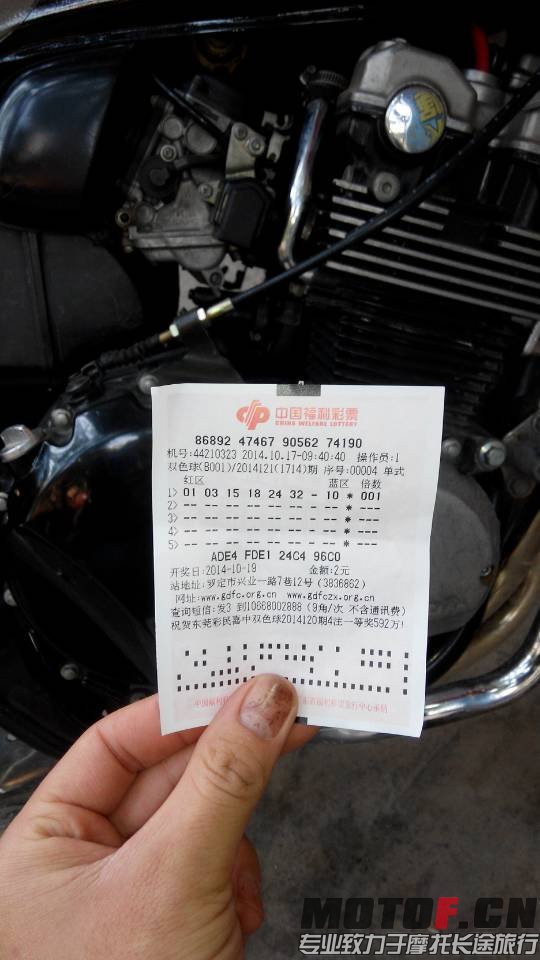 中国福利彩票
CHINA WELFARE LOTTERY
86892 47467 90562 74190
机号:44210323 2014.10.17-09:40:40 操作员:1
双色球(B001)/2014121(1714)期 序号:00004 单式
红区 蓝区 倍数
1> 01 03 15 18 24 32 - 10 * 001
2> -- -- -- -- -- -- - -- * ---
3> -- -- -- -- -- -- - -- * ---
4> -- -- -- -- -- -- - -- * ---
5> -- -- -- -- -- -- - -- * ---
ADE4 FDE1 24C4 96C0
开奖日:2014-10-19 金额:2元
站地址:罗定市兴业一路7巷12号(3836862)
网址:www.gdfc.org.cn www.gdfczx.org.cn
查询短信:发3 到10668002888 (9角/次 不含通讯费)
祝贺东莞彩民喜中双色球2014120期4注一等奖592万!
MOTOF.CN
专业致力于摩托长途旅行